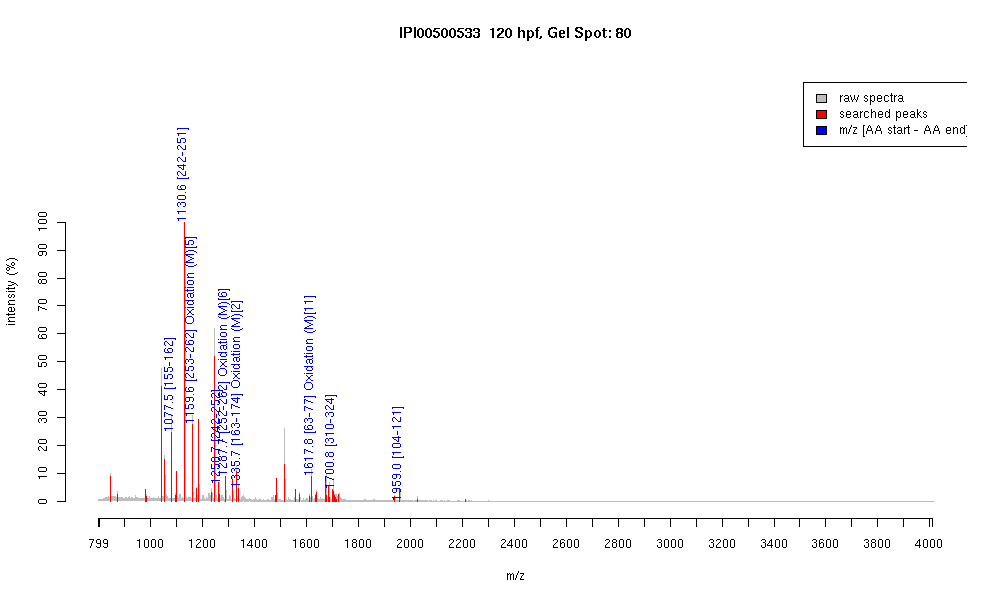 IPI00500533 120 hpf, Gel Spot: 80
raw spectra
searched peaks
m/z [AA start - AA end]
intensity (%)
100
90
80
70
60
50
40
30
20
10
0
1077.5 [155-162]
1130.6 [242-251]
1159.6 [253-262] Oxidation (M)[5]
1287.7 [252-262] Oxidation (M)[6]
1335.7 [163-174] Oxidation (M)[2]
1617.8 [63-77] Oxidation (M)[11]
1700.8 [310-324]
1959.0 [104-121]
799 1000 1200 1400 1600 1800 2000 2200 2400 2600 2800 3000 3200 3400 3600 3800 4000
m/z